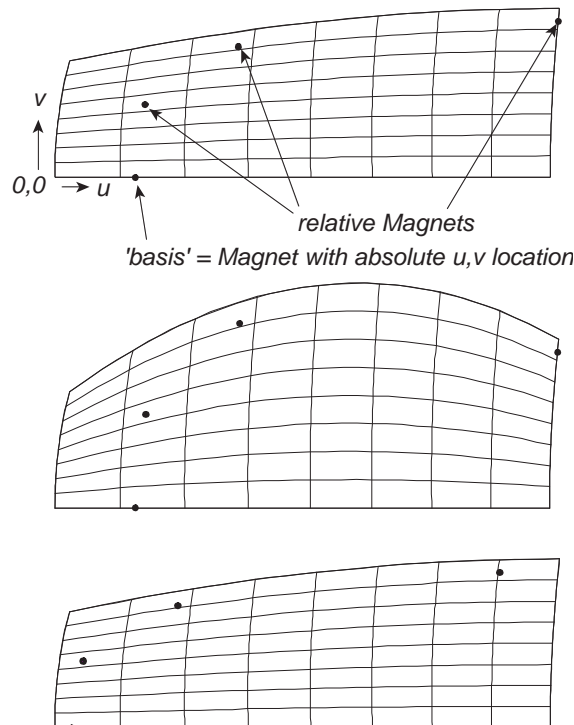 v
0,0 → u
relative Magnets
'basis' = Magnet with absolute u,v location